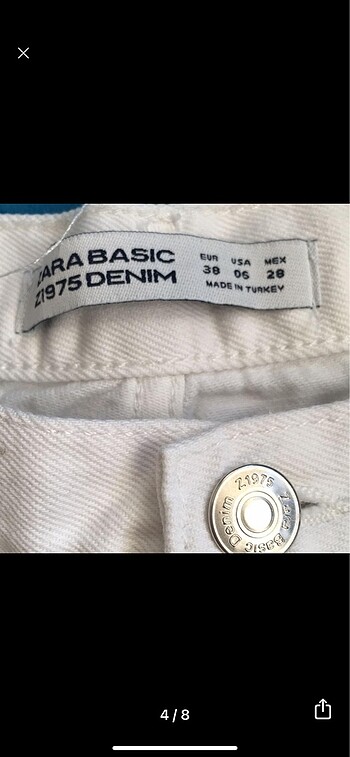 ZARA BASIC
Z1975 DENIM
EUR USA MEX
38 06 28
MADE IN TURKEY
Z1975 Zara Basic Denim
4 / 8